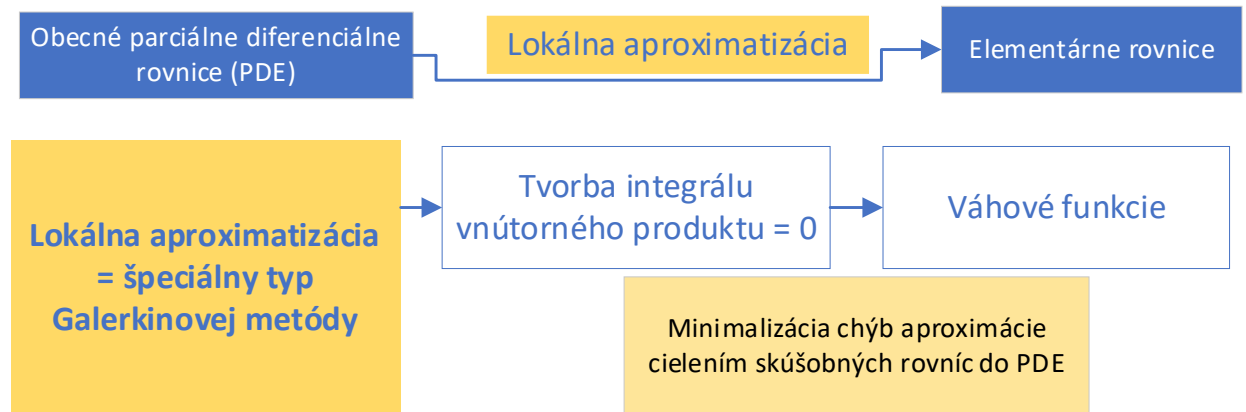 Obecné parciálne diferenciálne
rovnice (PDE)
Lokálna aproximatizácia
Elementárne rovnice
Lokálna aproximatizácia
= špeciálny typ
Galerkinovej metódy
Tvorba integrálu
vnútorného produktu = 0
Váhové funkcie
Minimalizácia chýb aproximácie
cielením skúšobných rovníc do PDE